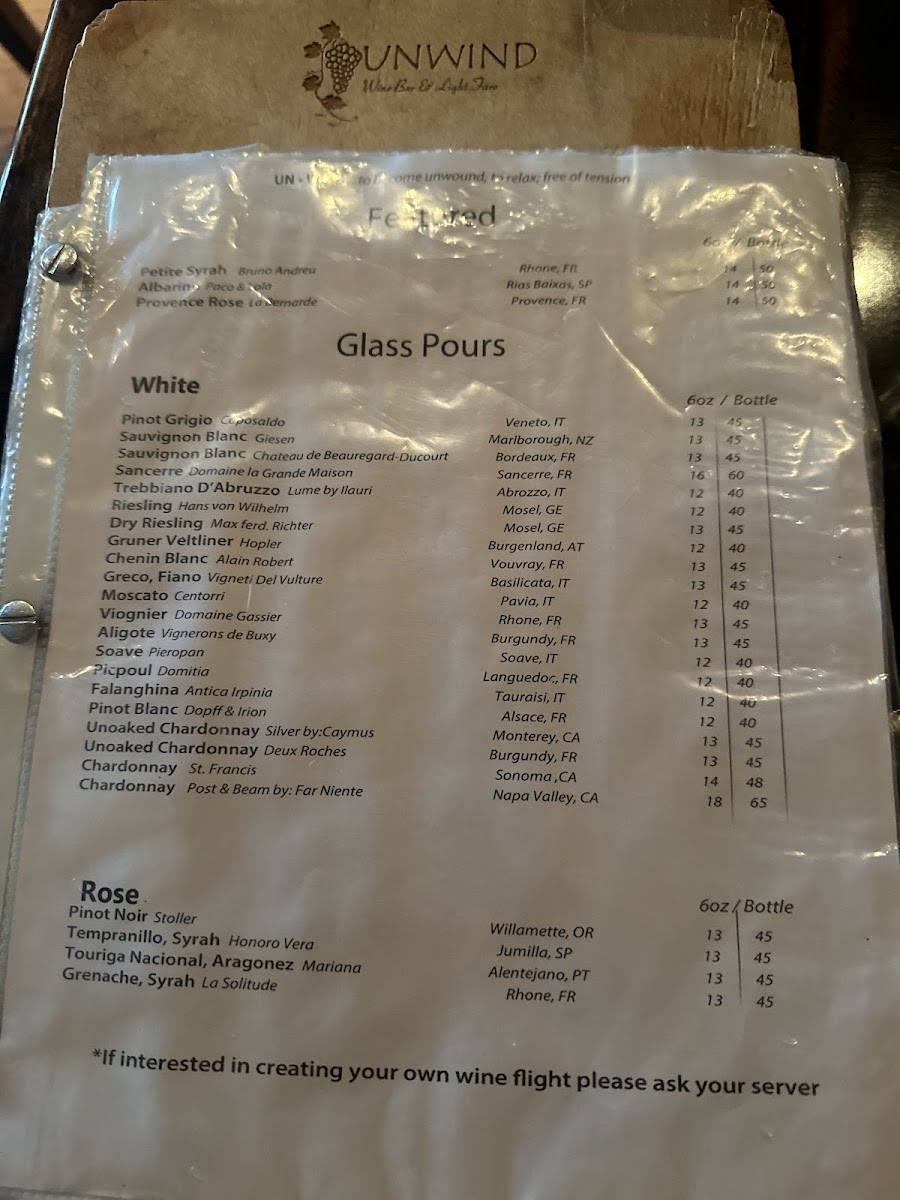 UNWIND
Wine Bar & Light Fare
UN • to become unwound; to relax; free of tension
Featured
6oz / Bottle
Petite Syrah Bruno Andreu Rhone, FR 14 50
Albarino Paco & Lola Rias Baixas, SP 14 50
Provence Rose La Bernarde Provence, FR 14 50
Glass Pours
White
6oz / Bottle
Pinot Grigio Caposaldo Veneto, IT 13 45
Sauvignon Blanc Giesen Marlborough, NZ 13 45
Sauvignon Blanc Chateau de Beauregard-Ducourt Bordeaux, FR 13 45
Sancerre Domaine la Grande Maison Sancerre, FR 16 60
Trebbiano D'Abruzzo Lume by Ilauri Abrozzo, IT 12 40
Riesling Hans von Wilhelm Mosel, GE 12 40
Dry Riesling Max ferd. Richter Mosel, GE 13 45
Gruner Veltliner Hopler Burgenland, AT 12 40
Chenin Blanc Alain Robert Vouvray, FR 13 45
Greco, Fiano Vigneti Del Vulture Basilicata, IT 13 45
Moscato Centorri Pavia, IT 12 40
Viognier Domaine Gassier Rhone, FR 13 45
Aligote Vignerons de Buxy Burgundy, FR 13 45
Soave Pieropan Soave, IT 12 40
Picpoul Domitia Languedoc, FR 12 40
Falanghina Antica Irpinia Tauraisi, IT 12 40
Pinot Blanc Dopff & Irion Alsace, FR 12 40
Unoaked Chardonnay Silver by:Caymus Monterey, CA 13 45
Unoaked Chardonnay Deux Roches Burgundy, FR 13 45
Chardonnay St. Francis Sonoma ,CA 14 48
Chardonnay Post & Beam by: Far Niente Napa Valley, CA 18 65
Rose
6oz / Bottle
Pinot Noir Stoller Willamette, OR 13 45
Tempranillo, Syrah Honoro Vera Jumilla, SP 13 45
Touriga Nacional, Aragonez Mariana Alentejano, PT 13 45
Grenache, Syrah La Solitude Rhone, FR 13 45
*If interested in creating your own wine flight please ask your server